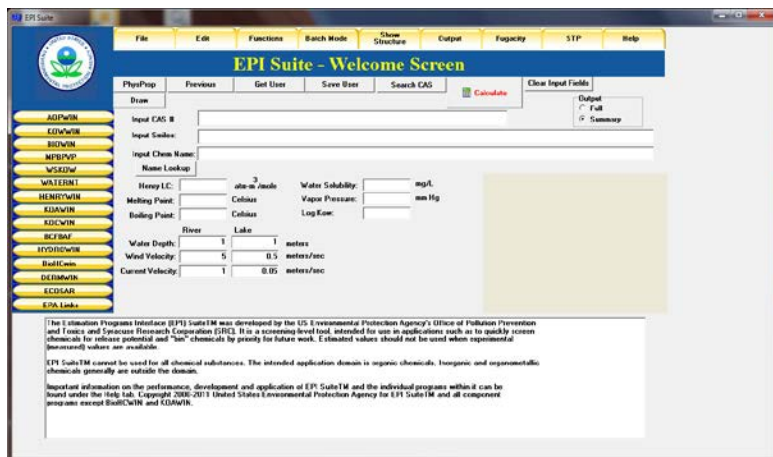 EPI Suite
File Edit Functions Batch Mode Show Structure Output Fugacity STP Help
EPI Suite - Welcome Screen
PhysProp Previous Get User Save User Search CAS Calculate Clear Input Fields
Draw
Output
Full
Summary
Input CAS #
Input Smiles:
Input Chem Name:
Name Lookup
Henry LC: atm-m3/mole Water Solubility: mg/L
Melting Point: Celsius Vapor Pressure: mm Hg
Boiling Point: Celsius Log Kow:
River Lake
Water Depth: 1 1 meters
Wind Velocity: 5 0.5 meters/sec
Current Velocity: 1 0.05 meters/sec
AOPWIN
KOWWIN
BIOWIN
MPBPVP
WSKOW
WATERNT
HENRYWIN
KOAWIN
KOCWIN
BCFBAF
HYDROWIN
BioHCwin
DERMWIN
ECOSAR
EPA Links
The Estimation Programs Interface (EPI) SuiteTM was developed by the US Environmental Protection Agency's Office of Pollution Prevention
and Toxics and Syracuse Research Corporation (SRC). It is a screening-level tool, intended for use in applications such as to quickly screen
chemicals for release potential and "bin" chemicals by priority for future work. Estimated values should not be used when experimental
(measured) values are available.
EPI SuiteTM cannot be used for all chemical substances. The intended application domain is organic chemicals. Inorganic and organometallic
chemicals generally are outside the domain.
Important information on the performance, development and application of EPI SuiteTM and the individual programs within it can be
found under the Help tab. Copyright 2000-2011 United States Environmental Protection Agency for EPI SuiteTM and all component
programs except BioHCWIN and KOAWIN.